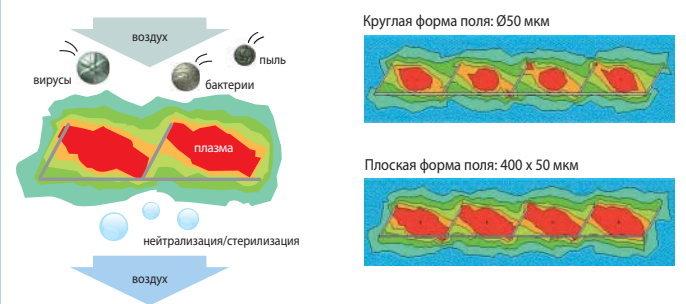 воздух
вирусы
бактерии
пыль
плазма
нейтрализация/стерилизация
воздух
Круглая форма поля: Ø50 мкм
Плоская форма поля: 400 x 50 мкм